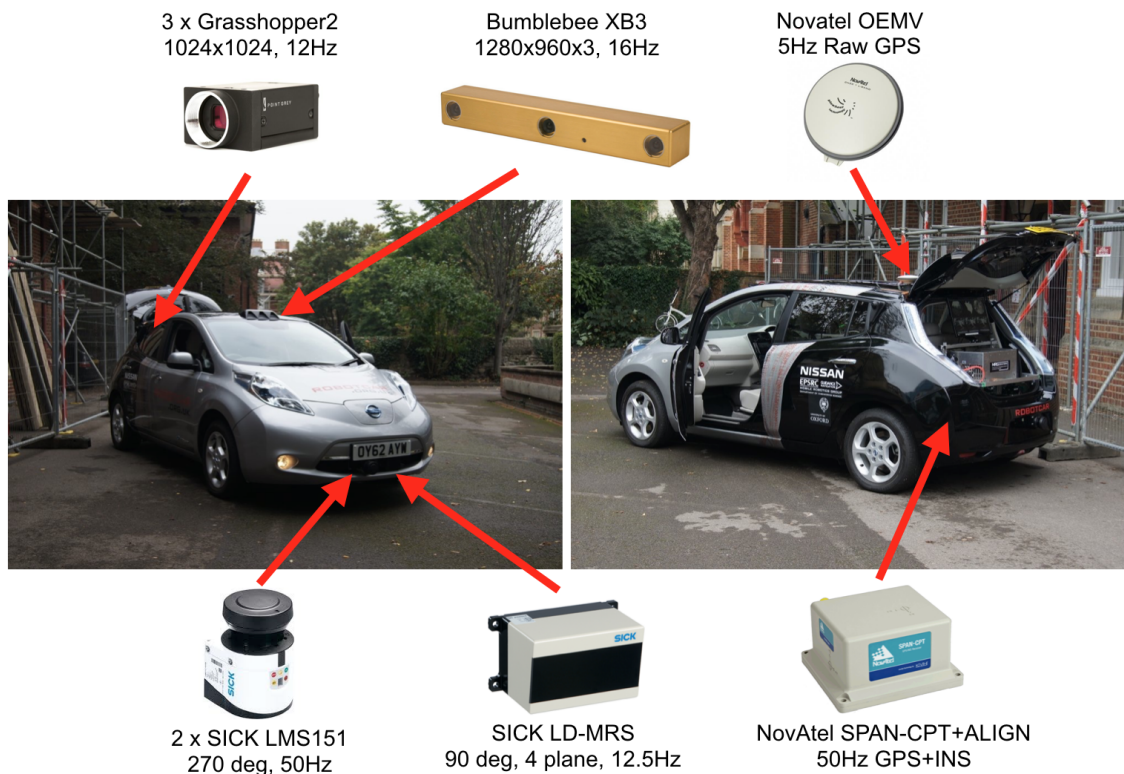 3 x Grasshopper2
1024x1024, 12Hz
Bumblebee XB3
1280x960x3, 16Hz
Novatel OEMV
5Hz Raw GPS
POINT GREY
NovAtel
ROBOTCAR
OY62 AYW
NISSAN
EPSRC
OXFORD
ROBOTCAR
SICK
SICK
SPAN-CPT
NovAtel
2 x SICK LMS151
270 deg, 50Hz
SICK LD-MRS
90 deg, 4 plane, 12.5Hz
NovAtel SPAN-CPT+ALIGN
50Hz GPS+INS